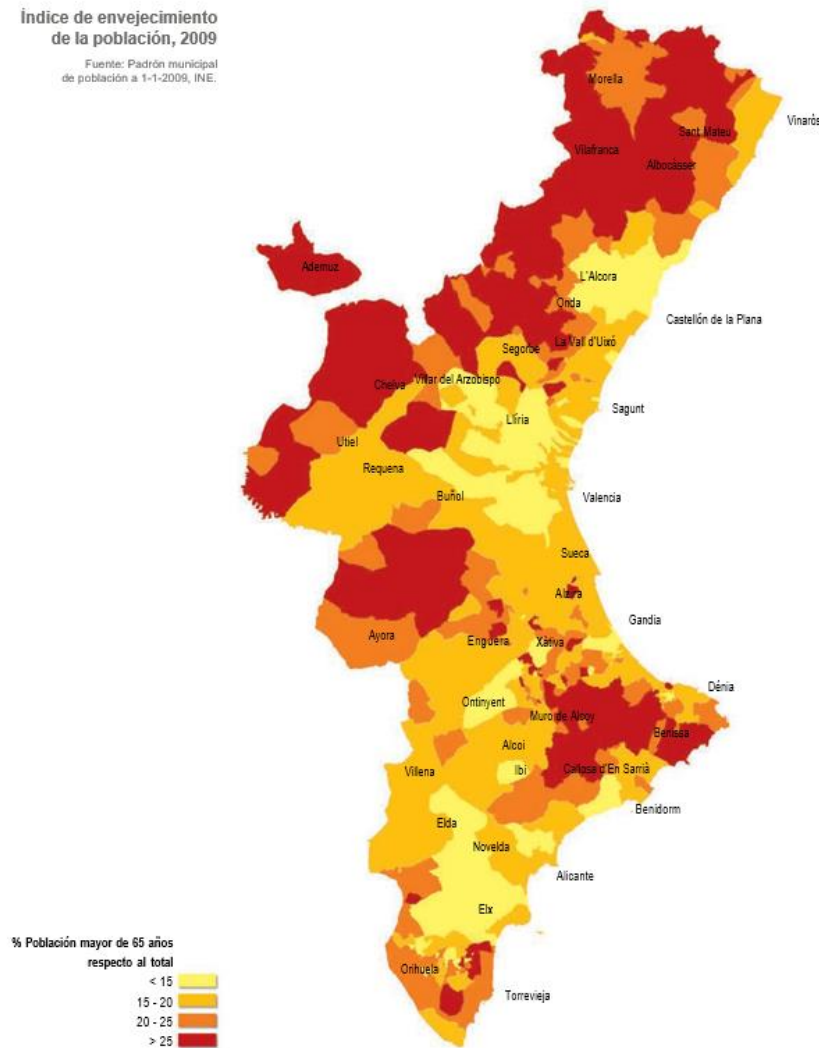 Índice de envejecimiento
de la población, 2009
Fuente: Padrón municipal
de población a 1-1-2009, INE.
Morella
Vinaròs
Sant Mateu
Vilafranca
Albocàsser
Ademuz
L'Alcora
Onda
Castellón de la Plana
La Vall d'Uixó
Segorbe
Chelva
Villar del Arzobispo
Sagunt
Llíria
Utiel
Requena
Buñol
Valencia
Sueca
Alzira
Gandia
Ayora
Enguera
Xàtiva
Dénia
Ontinyent
Muro de Alcoy
Benissa
Alcoi
Villena
Ibi
Callosa d'En Sarrià
Benidorm
Elda
Novelda
Alicante
Elx
% Población mayor de 65 años
respecto al total
< 15
15 - 20
20 - 25
> 25
Orihuela
Torrevieja